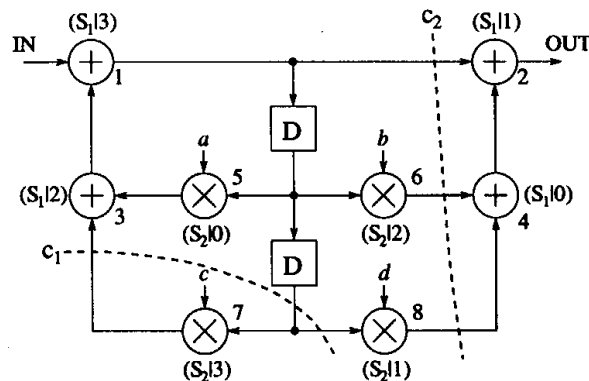 (S₁|3) c₂ (S₁|1)
IN + 1 + 2 OUT
D
a b
(S₁|2) + 3 × 5 × 6 + 4 (S₁|0)
(S₂|0) (S₂|2)
c₁ D
c d
× 7 × 8
(S₂|3) (S₂|1)